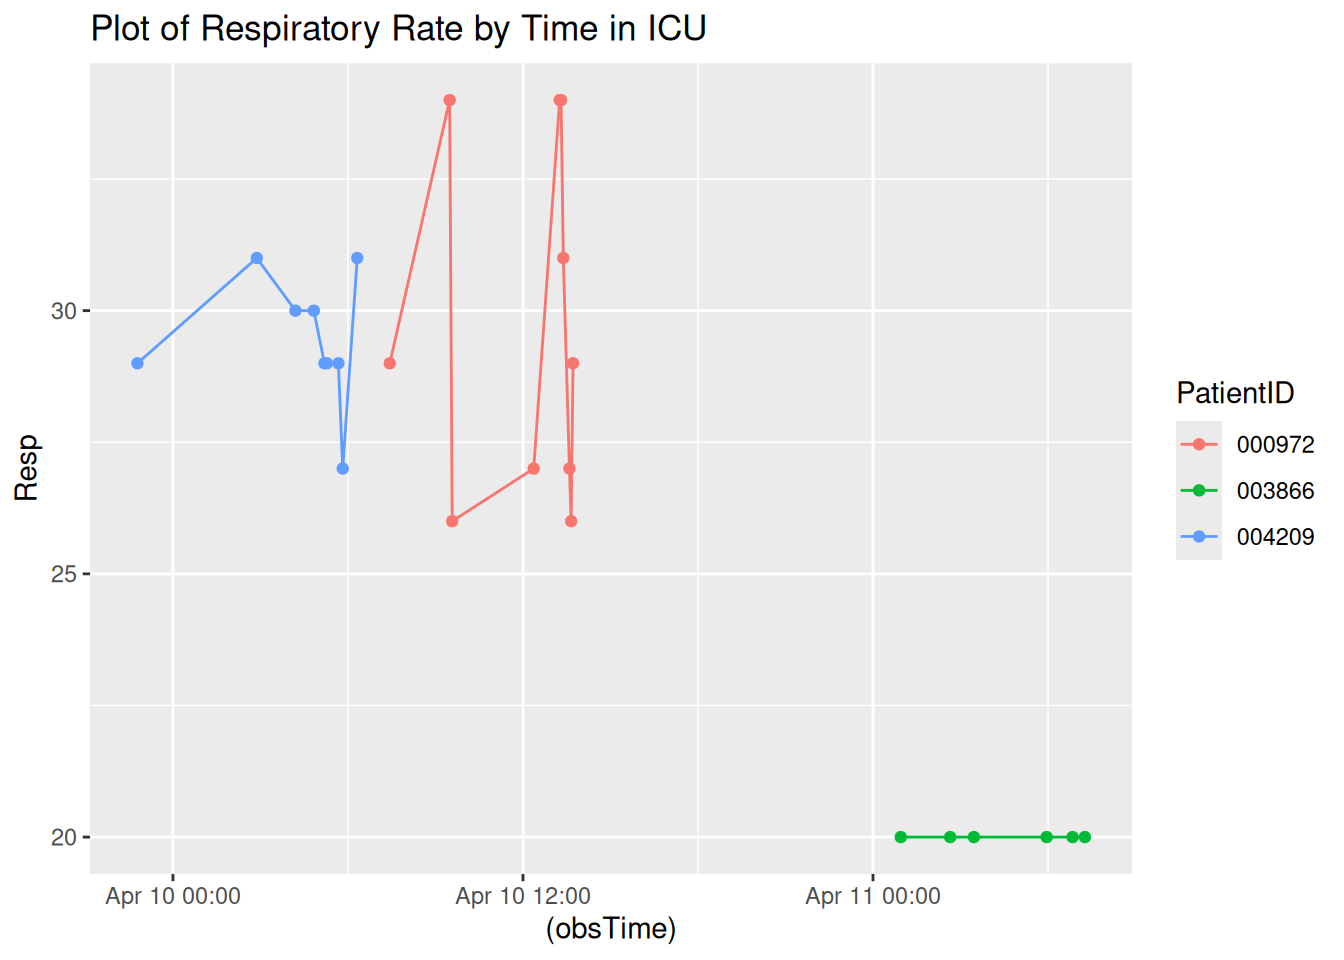 Plot of Respiratory Rate by Time in ICU
Resp
30
25
20
Apr 10 00:00
Apr 10 12:00
Apr 11 00:00
(obsTime)
PatientID
000972
003866
004209